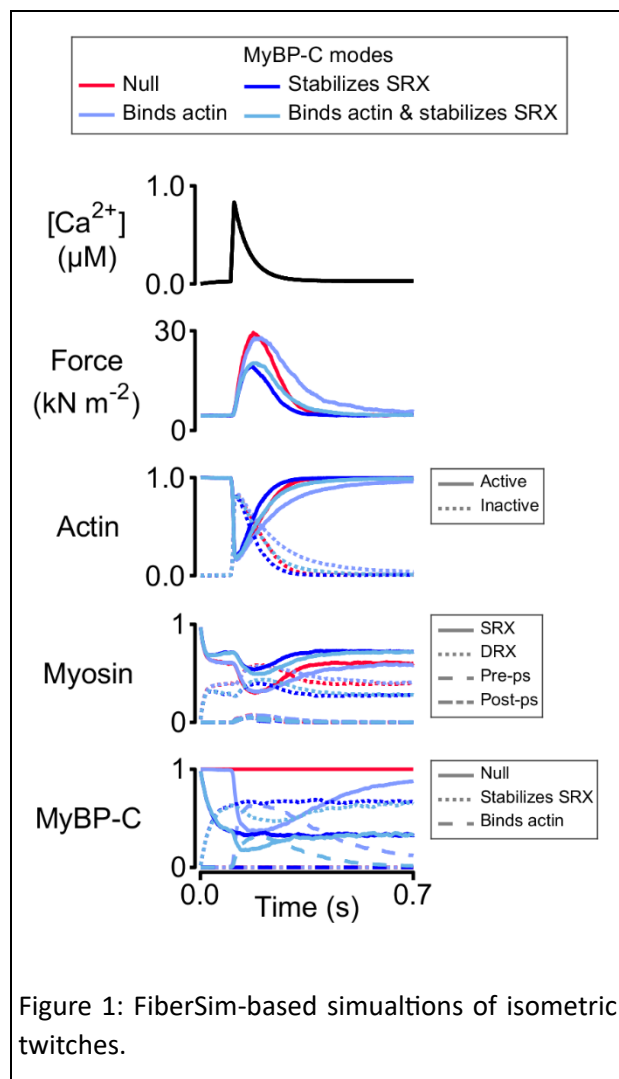 MyBP-C modes
Null
Stabilizes SRX
Binds actin
Binds actin & stabilizes SRX
[Ca²⁺]
(µM)
1.0
0.0
Force
(kN m⁻²)
30
0
Actin
1.0
0.0
Active
Inactive
Myosin
1
0
SRX
DRX
Pre-ps
Post-ps
MyBP-C
1
0
Null
Stabilizes SRX
Binds actin
0.0
0.7
Time (s)
Figure 1: FiberSim-based simualtions of isometric
twitches.